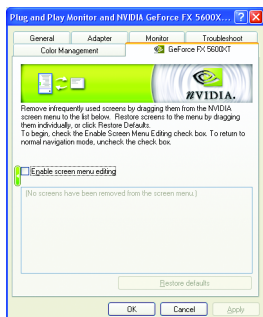 Plug and Play Monitor and NVIDIA GeForce FX 5600X...
General Adapter Monitor Troubleshoot
Color Management GeForce FX 5600XT
nVIDIA.
Remove infrequently used screens by dragging them from the NVIDIA
screen menu to the list below. Restore screens to the menu by dragging
them individually, or click Restore Defaults.
To begin, check the Enable Screen Menu Editing check box. To return to
normal navigation mode, uncheck the check box.
Enable screen menu editing
(No screens have been removed from the screen menu.)
Restore defaults
OK Cancel Apply